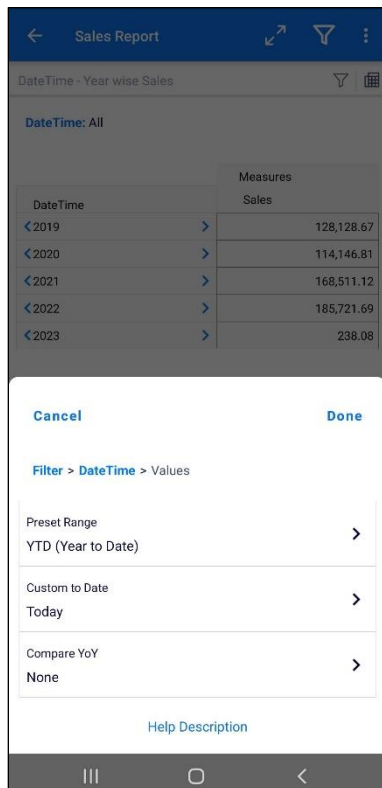 Sales Report
DateTime - Year wise Sales
DateTime: All
Measures
DateTime Sales
2019 128,128.67
2020 114,146.81
2021 168,511.12
2022 185,721.69
2023 238.08
Cancel Done
Filter > DateTime > Values
Preset Range
YTD (Year to Date)
Custom to Date
Today
Compare YoY
None
Help Description